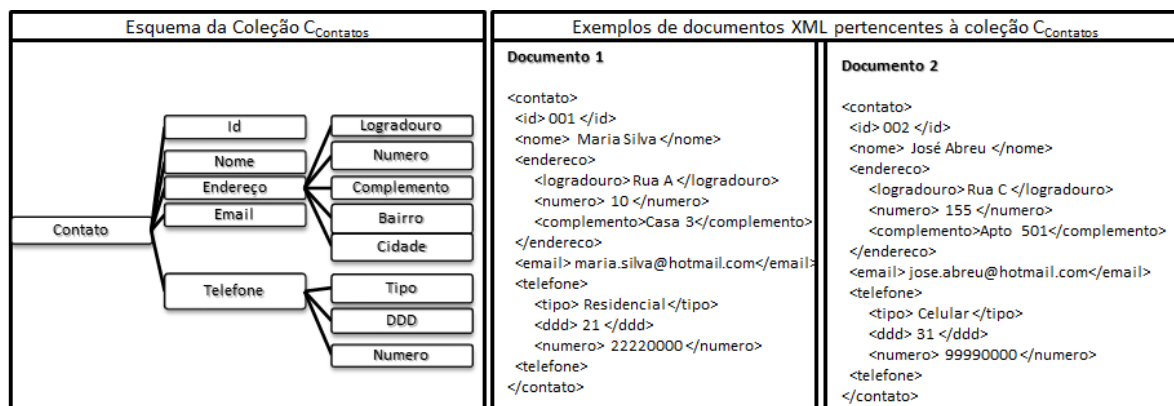 Esquema da Coleção CContatos
Contato
Id
Nome
Endereço
Email
Telefone
Logradouro
Numero
Complemento
Bairro
Cidade
Tipo
DDD
Numero
Exemplos de documentos XML pertencentes à coleção CContatos
Documento 1
<contato>
<id> 001 </id>
<nome> Maria Silva </nome>
<endereco>
<logradouro> Rua A </logradouro>
<numero> 10 </numero>
<complemento>Casa 3</complemento>
</endereco>
<email> maria.silva@hotmail.com</email>
<telefone>
<tipo> Residencial </tipo>
<ddd> 21 </ddd>
<numero> 22220000 </numero>
<telefone>
</contato>
Documento 2
<contato>
<id> 002 </id>
<nome> José Abreu </nome>
<endereco>
<logradouro> Rua C </logradouro>
<numero> 155 </numero>
<complemento>Apto 501</complemento>
</endereco>
<email> jose.abreu@hotmail.com</email>
<telefone>
<tipo> Celular </tipo>
<ddd> 31 </ddd>
<numero> 99990000 </numero>
<telefone>
</contato>